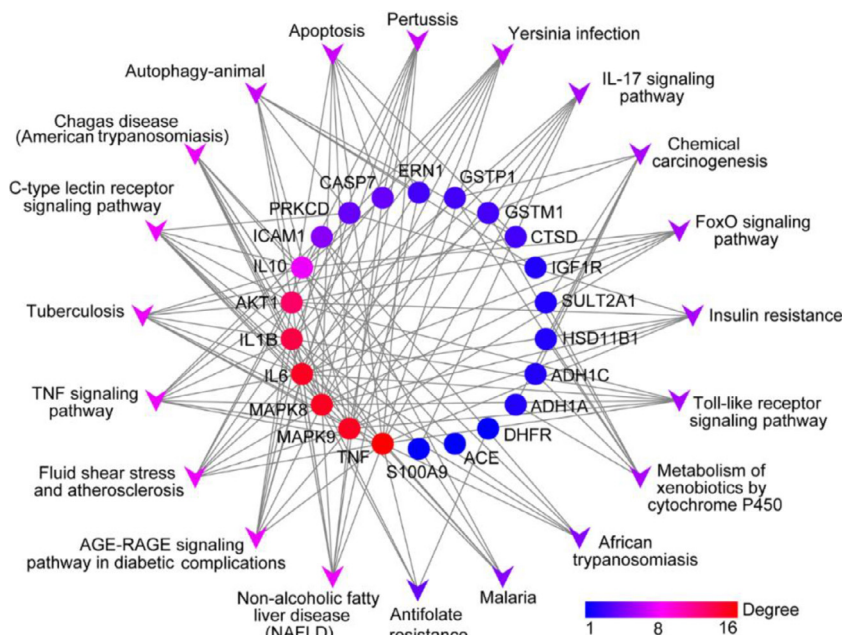 Pertussis
Apoptosis
Yersinia infection
Autophagy-animal
IL-17 signaling
pathway
Chagas disease
(American trypanosomiasis)
Chemical
carcinogenesis
C-type lectin receptor
signaling pathway
FoxO signaling
pathway
Tuberculosis
Insulin resistance
TNF signaling
pathway
Toll-like receptor
signaling pathway
Fluid shear stress
and atherosclerosis
Metabolism of
xenobiotics by
cytochrome P450
AGE-RAGE signaling
pathway in diabetic complications
African
trypanosomiasis
Non-alcoholic fatty
liver disease
(NAFLD)
Antifolate
resistance
Malaria
ERN1
GSTP1
CASP7
GSTM1
PRKCD
CTSD
ICAM1
IGF1R
IL10
SULT2A1
AKT1
HSD11B1
IL1B
ADH1C
IL6
ADH1A
MAPK8
DHFR
MAPK9
ACE
TNF
S100A9
Degree
1 8 16